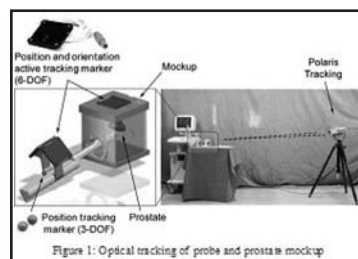 Position and orientation
active tracking marker
(6-DOF)
Mockup
Polaris
Tracking
Position tracking
marker (3-DOF)
Prostate
Figure 1: Optical tracking of probe and prostate mockup